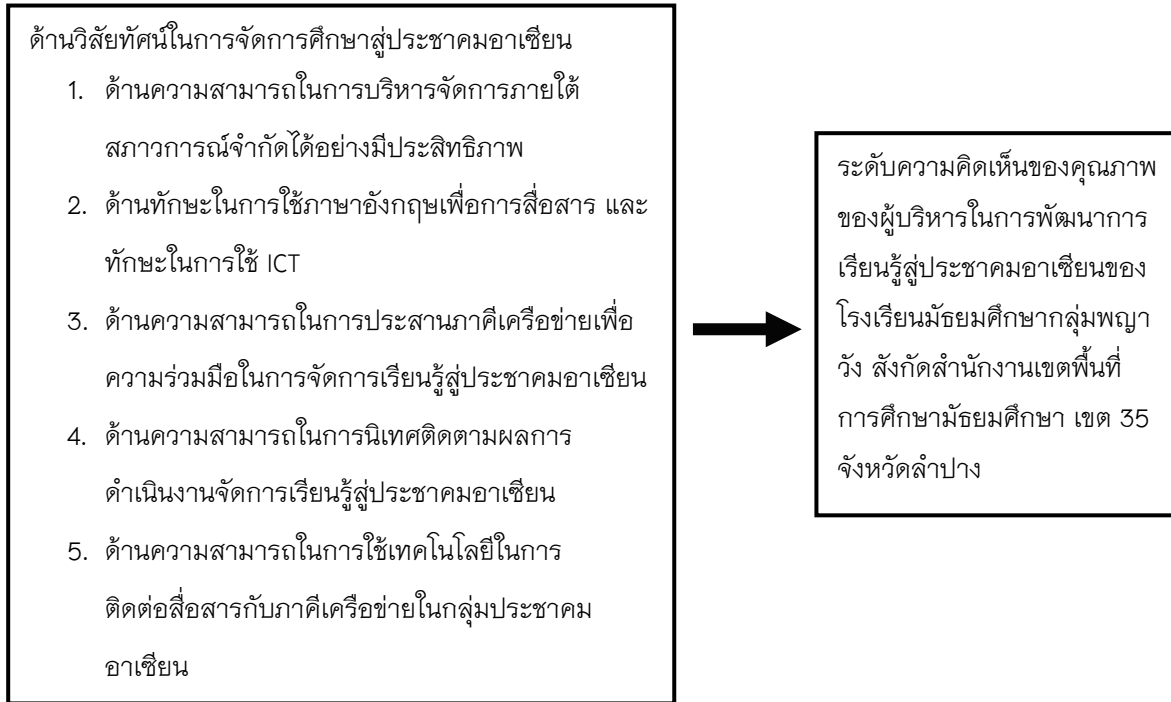 ด้านวิสัยทัศน์ในการจัดการศึกษาสู่ประชาคมอาเซียน
1. ด้านความสามารถในการบริหารจัดการภายใต้
สภาวการณ์จำกัดได้อย่างมีประสิทธิภาพ
2. ด้านทักษะในการใช้ภาษาอังกฤษเพื่อการสื่อสาร และ
ทักษะในการใช้ ICT
3. ด้านความสามารถในการประสานภาคีเครือข่ายเพื่อ
ความร่วมมือในการจัดการเรียนรู้สู่ประชาคมอาเซียน
4. ด้านความสามารถในการนิเทศติดตามผลการ
ดำเนินงานจัดการเรียนรู้สู่ประชาคมอาเซียน
5. ด้านความสามารถในการใช้เทคโนโลยีในการ
ติดต่อสื่อสารกับภาคีเครือข่ายในกลุ่มประชาคม
อาเซียน
ระดับความคิดเห็นของคุณภาพ
ของผู้บริหารในการพัฒนาการ
เรียนรู้สู่ประชาคมอาเซียนของ
โรงเรียนมัธยมศึกษากลุ่มพญา
วัง สังกัดสำนักงานเขตพื้นที่
การศึกษามัธยมศึกษา เขต 35
จังหวัดลำปาง